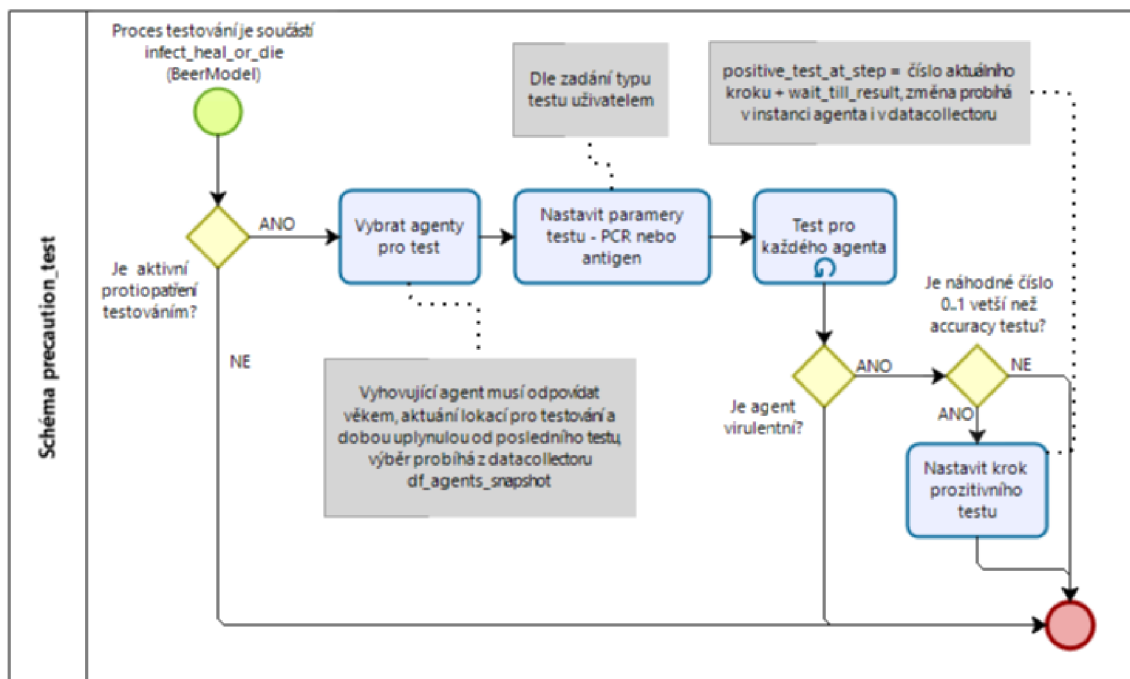 Schéma precaution_test
Proces testování je součástí
infect_heal_or_die
(BeerModel)
Je aktivní
protiopatření
testováním?
ANO
NE
Vybrat agenty
pro test
Vyhovující agent musí odpovídat
věkem, aktuání lokací pro testování a
dobou uplynulou od posledního testu,
výběr probíhá z datacollectoru
df_agents_snapshot
Dle zadání typu
testu uživatelem
Nastavit paramery
testu - PCR nebo
antigen
positive_test_at_step = číslo aktuálního
kroku + wait_till_result, změna probíhá
v instanci agenta i v datacollectoru
Test pro
každého agenta
Je agent
virulentní?
ANO
Je náhodné číslo
0..1 vetší než
accuracy testu?
NE
ANO
Nastavit krok
prozitivního
testu